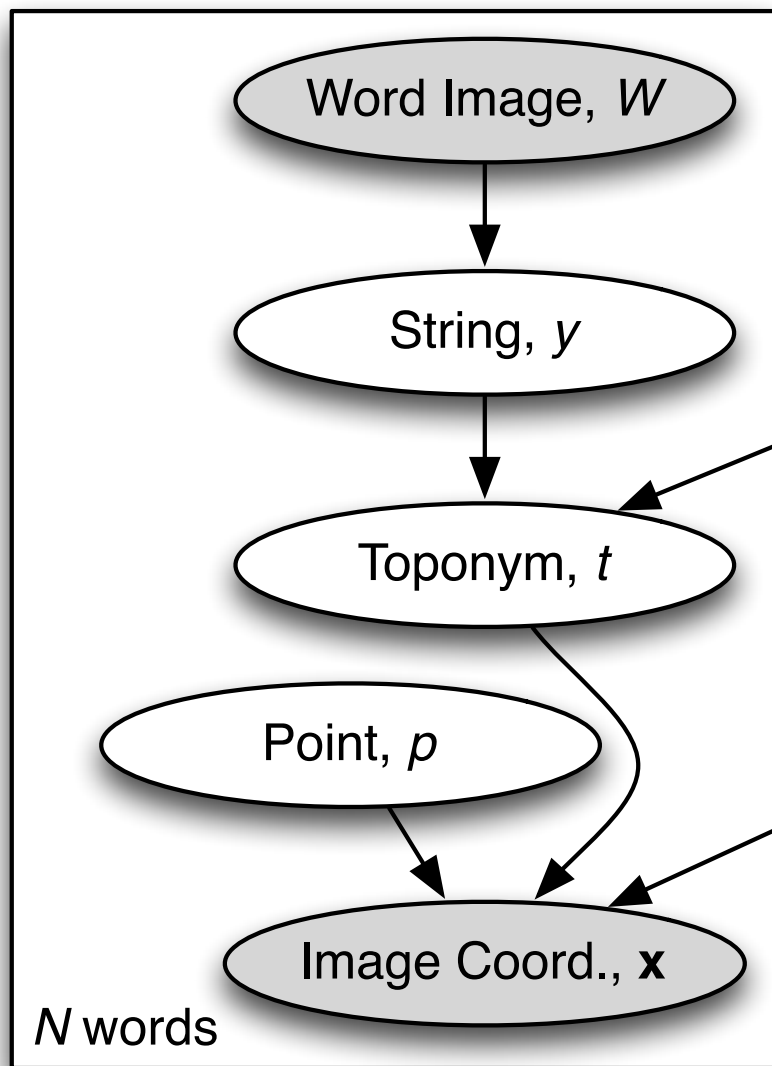 Word Image, W
String, y
Toponym, t
Point, p
Image Coord., x
N words